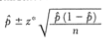 p̂ ± z* √(p̂ (1 − p̂) / n)